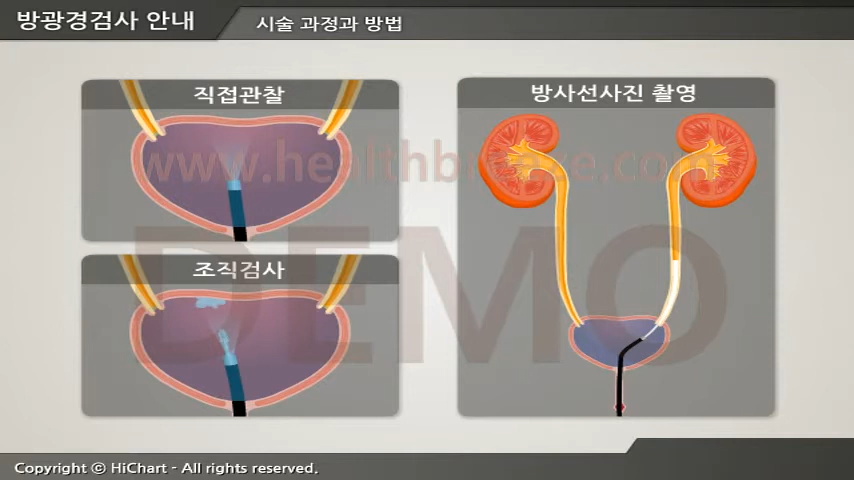 방광경검사 안내
시술 과정과 방법
직접관찰
방사선사진 촬영
www.healthbreeze.com
DEMO
조직검사
Copyright ⓒ HiChart - All rights reserved.